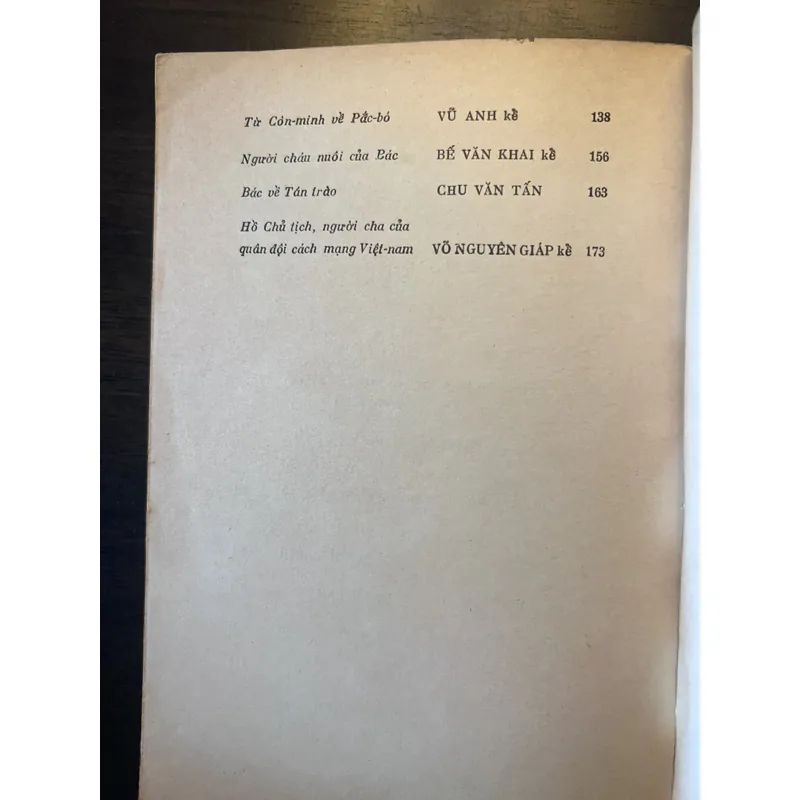 Từ Côn-minh về Pắc-bó VŨ ANH kể 138
Người cháu nuôi của Bác BẾ VĂN KHAI kể 156
Bác về Tân trào CHU VĂN TẤN 163
Hồ Chủ tịch, người cha của
quân đội cách mạng Việt-nam VÕ NGUYÊN GIÁP kể 173